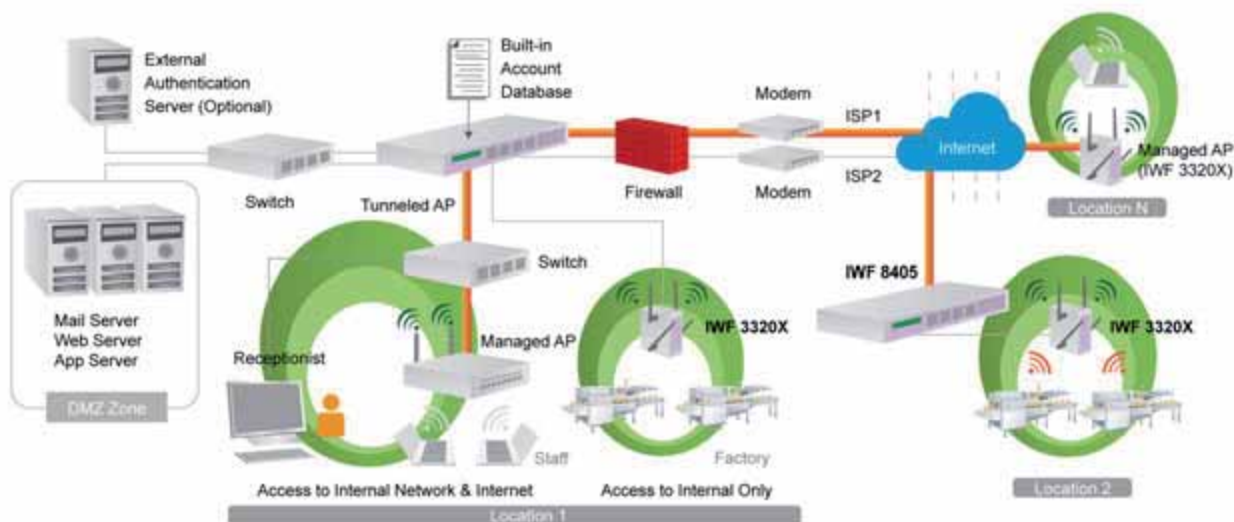 External
Authentication
Server (Optional)
Built-in
Account
Database
Modem
ISP1
Internet
Managed AP
(IWF 3320X)
Switch
Firewall
Modem
ISP2
Location N
Tunneled AP
Switch
IWF 8405
Mail Server
Web Server
App Server
DMZ Zone
Receptionist
Managed AP
IWF 3320X
IWF 3320X
Staff
Factory
Access to Internal Network & Internet
Access to Internal Only
Location 2
Location 1